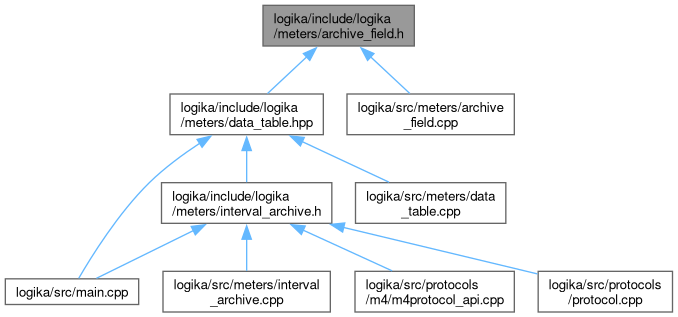 logika/include/logika
/meters/archive_field.h
logika/include/logika
/meters/data_table.hpp
logika/src/meters/archive
_field.cpp
logika/include/logika
/meters/interval_archive.h
logika/src/meters/data
_table.cpp
logika/src/main.cpp
logika/src/meters/interval
_archive.cpp
logika/src/protocols
/m4/m4protocol_api.cpp
logika/src/protocols
/protocol.cpp